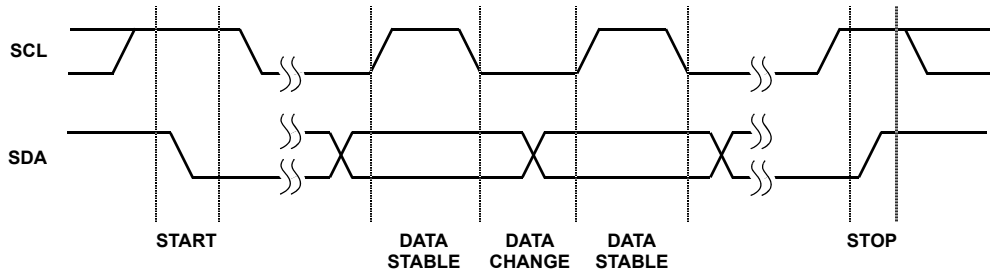 SCL
SDA
START
DATA
STABLE
DATA
CHANGE
DATA
STABLE
STOP